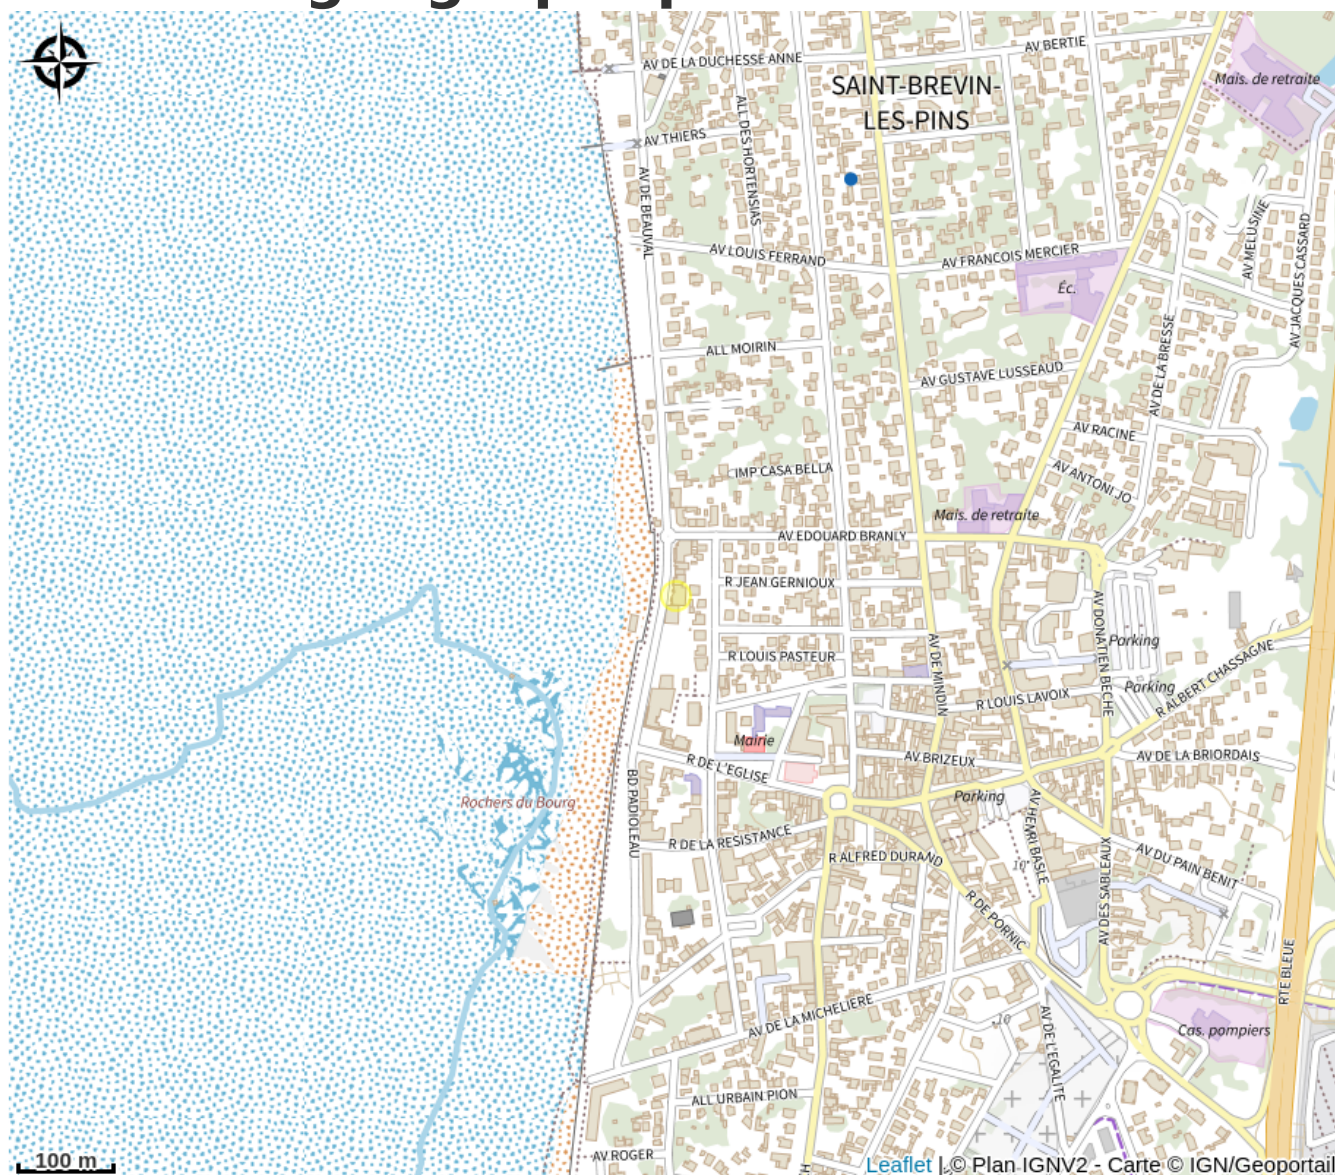 AV BERTIE
AV DE LA DUCHESSE ANNE
SAINT-BREVIN-
LES-PINS
Mais. de retraite
AV THIERS
ALL DES HORTENSIAS
AV DE BEAUVAL
AV MELUSINE
AV JACQUES CASSARD
AV LOUIS FERRAND
AV FRANCOIS MERCIER
Éc.
ALL MOIRIN
AV GUSTAVE LUSSEAUD
AV DE LA BRESSE
AV RACINE
IMP CASA BELLA
AV ANTONI JO
Mais. de retraite
AV EDOUARD BRANLY
R JEAN GERNIOUX
AV DONATIEN BECHE
Parking
R LOUIS PASTEUR
AV DE MINDIN
R ALBERT CHASSAGNE
Parking
R LOUIS LAVOIX
Mairie
R DE L'EGLISE
AV BRIZEUX
AV DE LA BRIORDAIS
BD PADIOLEAU
Rochers du Bourg
Parking
AV HENRI BASLE
R DE LA RESISTANCE
R ALFRED DURAND
10
AV DU PAIN BENIT
AV DES SABLEAUX
R DE PORNIC
RTE BLEUE
AV DE LA MICHELIERE
10
AV DE L'EGALITE
Cas. pompiers
ALL URBAIN PION
AV ROGER
100 m
Leaflet | © Plan IGNV2 - Carte © IGN/Geoportail